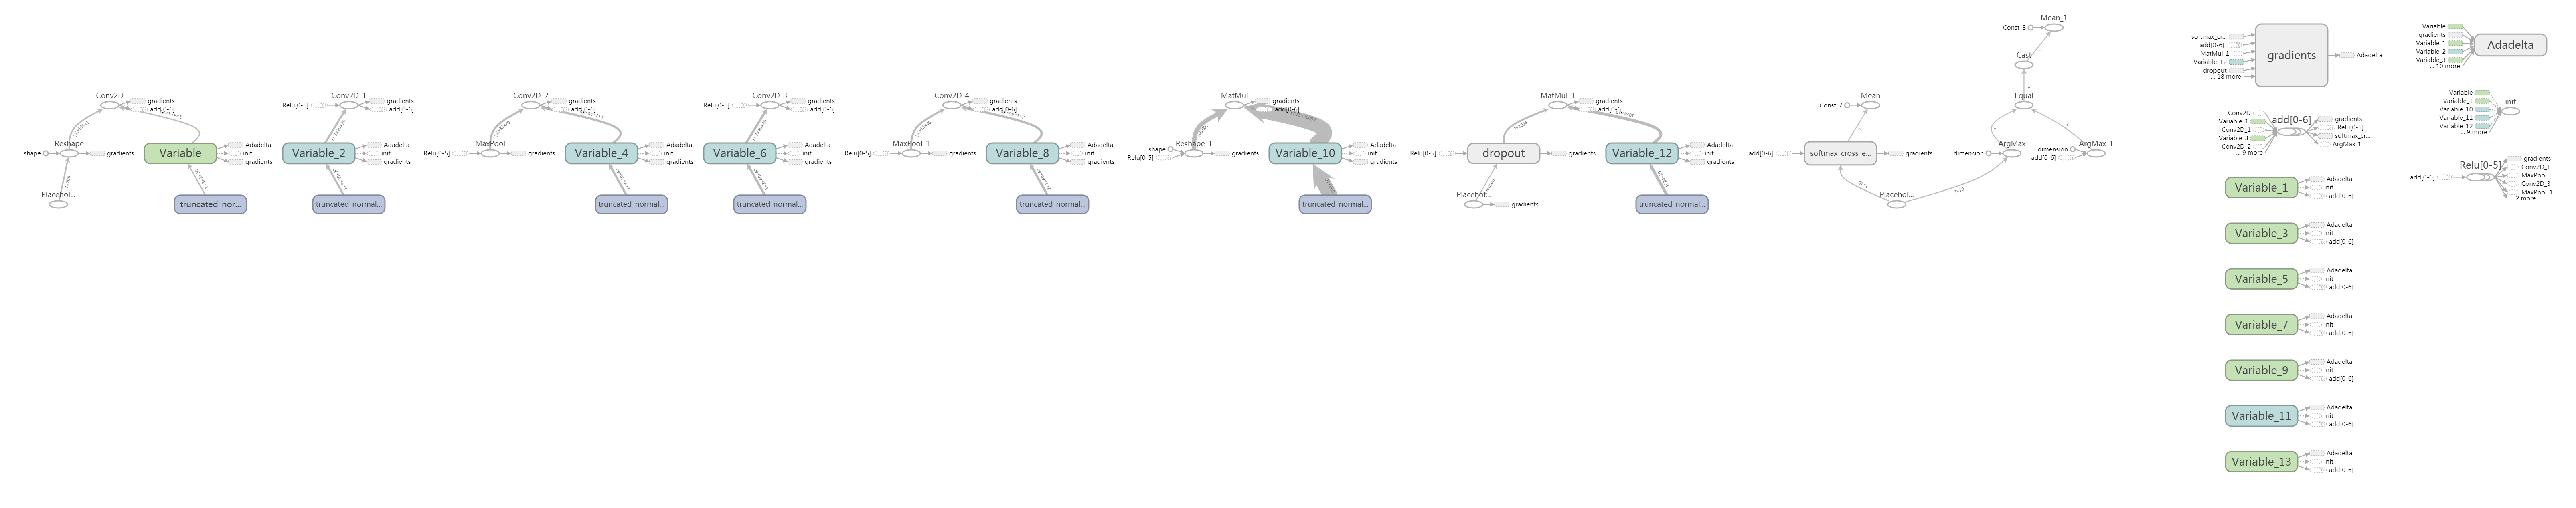 Conv2D
gradients
add[0-6]
Reshape
shape
gradients
Placehol...
Variable
Adadelta
init
gradients
truncated_nor...
Conv2D_1
Relu[0-5]
gradients
add[0-6]
Variable_2
Adadelta
init
gradients
truncated_normal...
Conv2D_2
gradients
add[0-6]
MaxPool
Relu[0-5]
gradients
Variable_4
Adadelta
init
gradients
truncated_normal...
Conv2D_3
Relu[0-5]
gradients
add[0-6]
Variable_6
Adadelta
init
gradients
truncated_normal...
Conv2D_4
gradients
add[0-6]
MaxPool_1
Relu[0-5]
gradients
Variable_8
Adadelta
init
gradients
truncated_normal...
MatMul
gradients
add[0-6]
Reshape_1
shape
Relu[0-5]
gradients
Variable_10
Adadelta
init
gradients
truncated_normal...
MatMul_1
gradients
add[0-6]
Relu[0-5]
dropout
gradients
Placehol...
gradients
Variable_12
Adadelta
init
gradients
truncated_normal...
Mean
Const_7
add[0-6]
softmax_cross_e...
gradients
Placehol...
Mean_1
Const_8
Cast
Equal
ArgMax
dimension
ArgMax_1
dimension
add[0-6]
softmax_cr...
add[0-6]
MatMul_1
Variable_12
dropout
... 18 more
gradients
Adadelta
Conv2D
Variable_1
Conv2D_1
Variable_3
Conv2D_2
... 9 more
add[0-6]
gradients
Relu[0-5]
softmax_cr...
ArgMax_1
Variable_1
Adadelta
init
add[0-6]
Variable_3
Adadelta
init
add[0-6]
Variable_5
Adadelta
init
add[0-6]
Variable_7
Adadelta
init
add[0-6]
Variable_9
Adadelta
init
add[0-6]
Variable_11
Adadelta
init
add[0-6]
Variable_13
Adadelta
init
add[0-6]
Variable
gradients
Variable_1
Variable_2
Variable_3
... 10 more
Adadelta
Variable
Variable_1
Variable_10
Variable_11
Variable_12
... 9 more
init
Relu[0-5]
add[0-6]
gradients
Conv2D_1
MaxPool
Conv2D_3
MaxPool_1
... 2 more